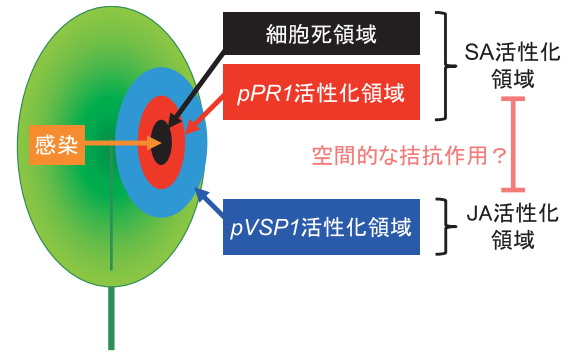 細胞死領域
pPR1活性化領域
SA活性化
領域
感染
空間的な拮抗作用？
pVSP1活性化領域
JA活性化
領域